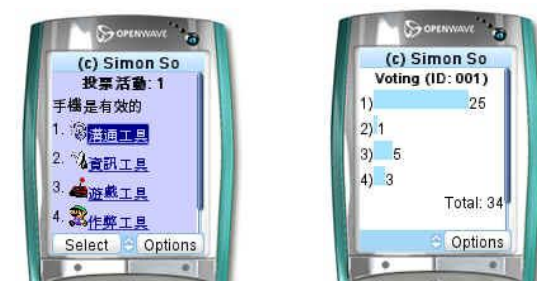 OPENWAVE
(c) Simon So
投票活動: 1
手機是有效的
1. 溝通工具
2. 資訊工具
3. 遊戲工具
4. 作弊工具
Select Options
OPENWAVE
(c) Simon So
Voting (ID: 001)
1) 25
2) 1
3) 5
4) 3
Total: 34
Options